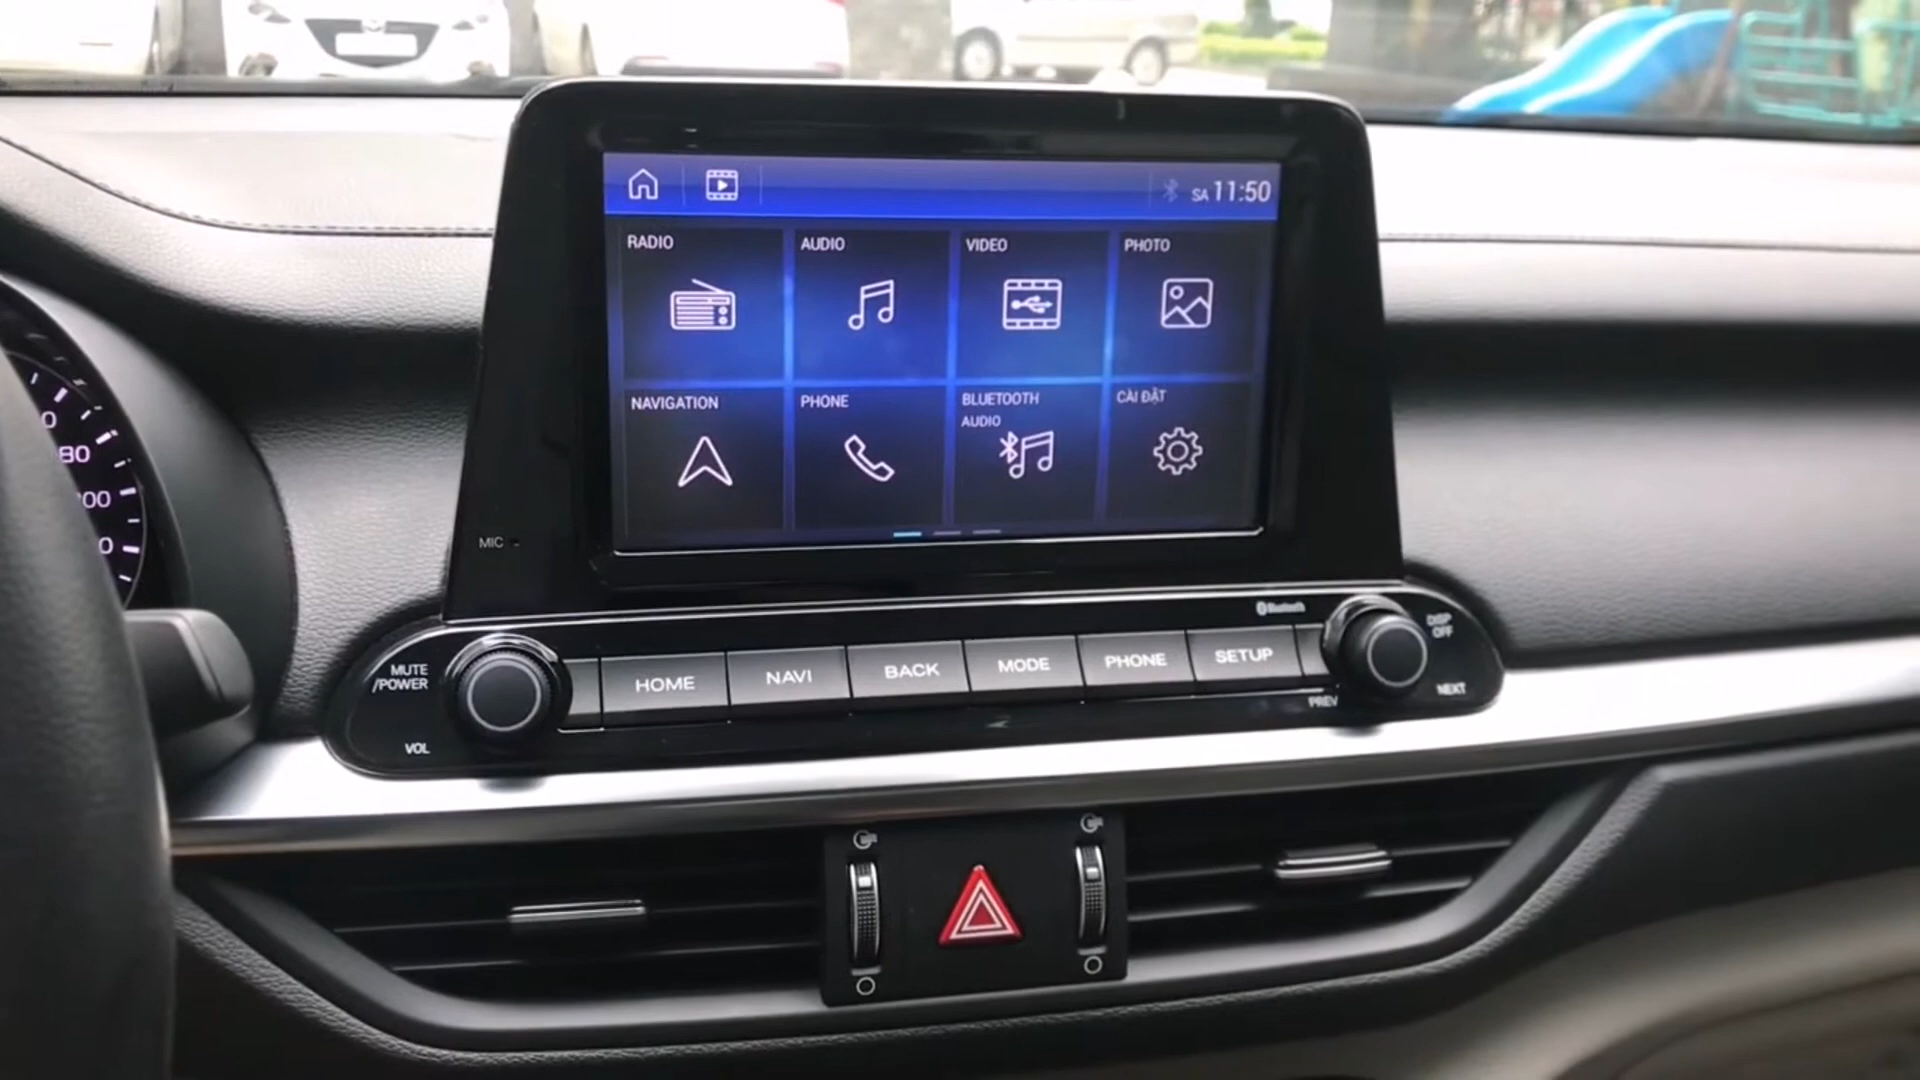 SA 11:50
RADIO
AUDIO
VIDEO
PHOTO
NAVIGATION
PHONE
BLUETOOTH
AUDIO
CÀI ĐẶT
MIC
MUTE
/POWER
VOL
HOME
NAVI
BACK
MODE
PHONE
SETUP
Bluetooth
DISP
OFF
PREV
NEXT
80